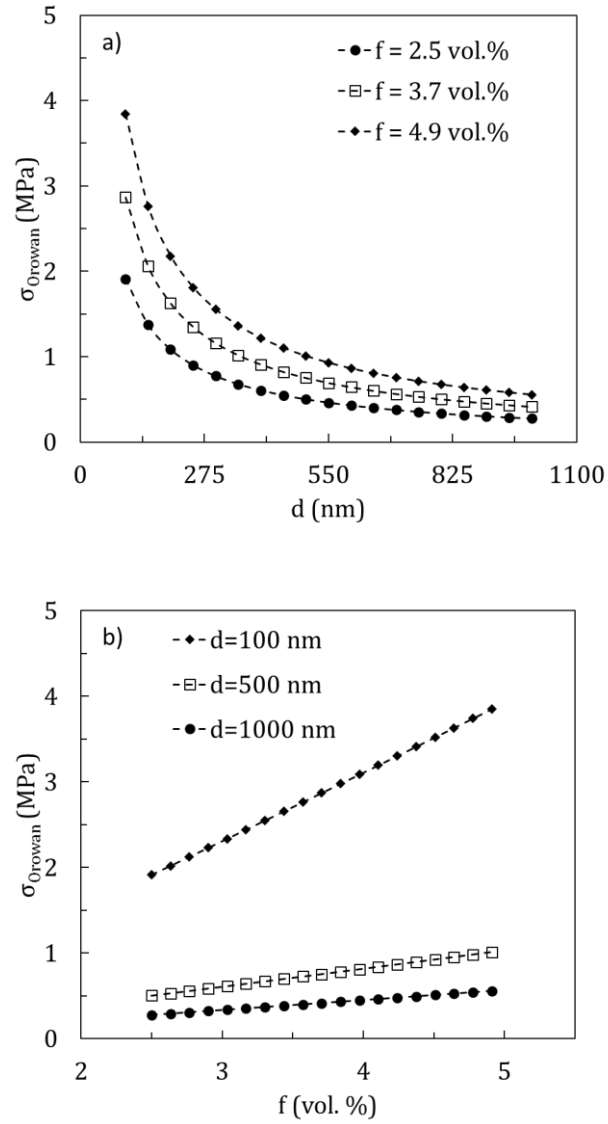 5
4
3
2
1
0
σOrowan (MPa)
a)
f = 2.5 vol.%
f = 3.7 vol.%
f = 4.9 vol.%
0 275 550 825 1100
d (nm)
5
4
3
2
1
0
σOrowan (MPa)
b)
d=100 nm
d=500 nm
d=1000 nm
2 3 4 5
f (vol. %)